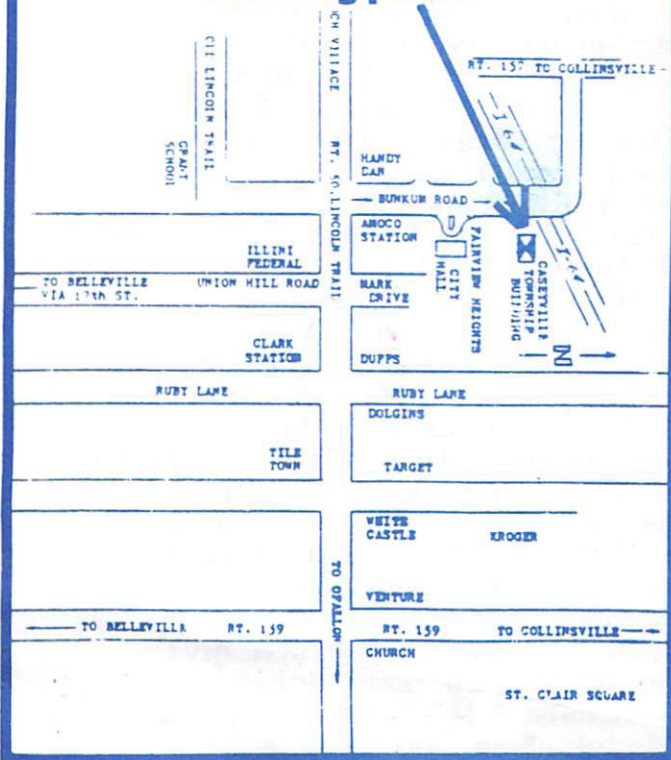 RT. 157 TO COLLINSVILLE
I-64
LINCOLN TRAIL
SCHOOL
VILLAGE
RT. 50, LINCOLN TRAIL
HANDY
DAN
BUNKUM ROAD
AMOCO
STATION
FAIRVIEW HEIGHTS
CITY
HALL
CASEYVILLE
TOWNSHIP
BUILDING
I-64
N
ILLINI
FEDERAL
TO BELLEVILLE
VIA 17th ST.
UNION HILL ROAD
MARK
DRIVE
CLARK
STATION
DUFFS
RUBY LANE
RUBY LANE
DOLGINS
TILE
TOWN
TARGET
WHITE
CASTLE
KROGER
VENTURE
TO OFALLON
TO BELLEVILLE
RT. 159
RT. 159
TO COLLINSVILLE
CHURCH
ST. CLAIR SQUARE